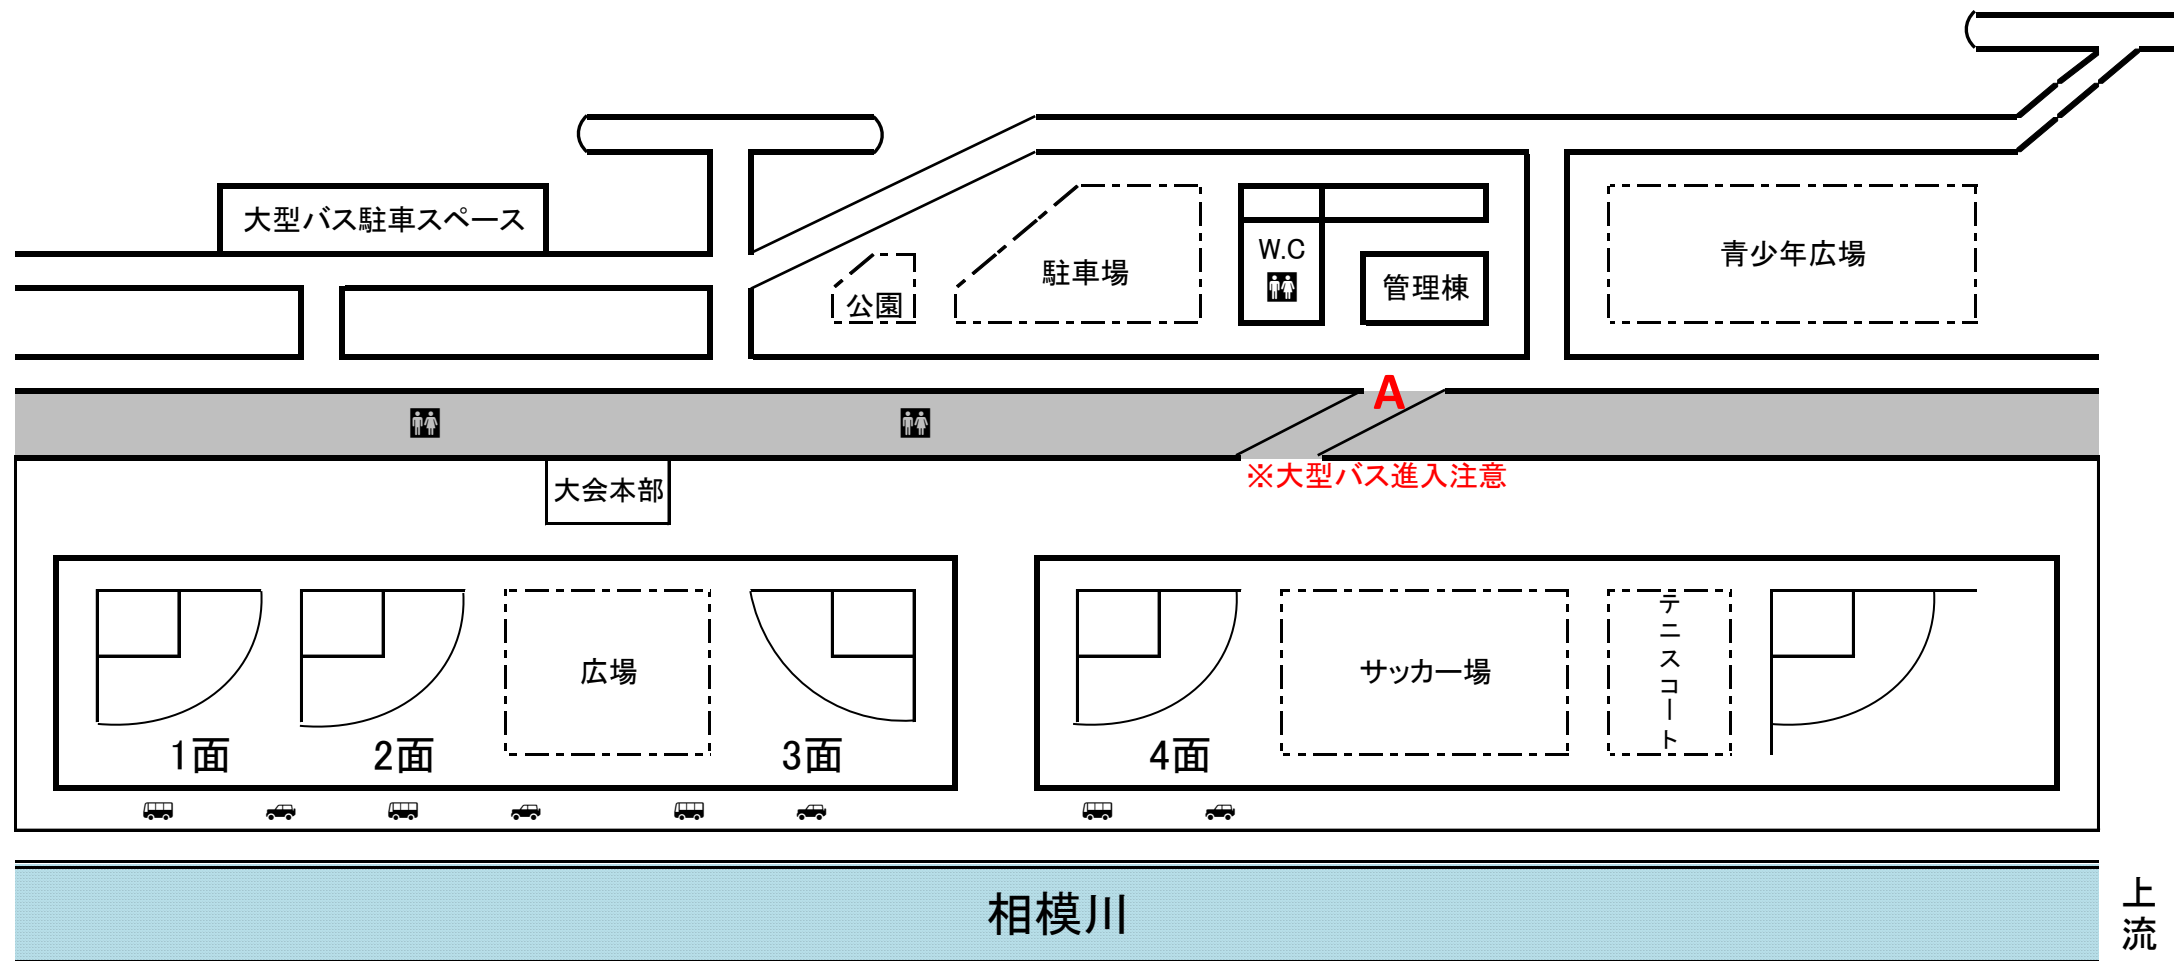 大型バス駐車スペース
W.C
青少年広場
駐車場
管理棟
公園
A
※大型バス進入注意
大会本部
広場
サッカー場
テニスコート
1面
2面
3面
4面
相模川
上流